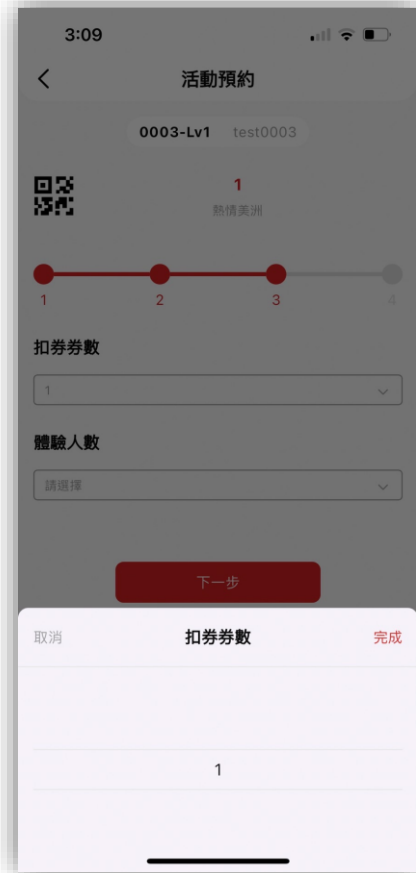 3:09
活動預約
0003-Lv1 test0003
1
熱情美洲
1 2 3 4
扣券券數
1
體驗人數
請選擇
下一步
取消 扣券券數 完成
1